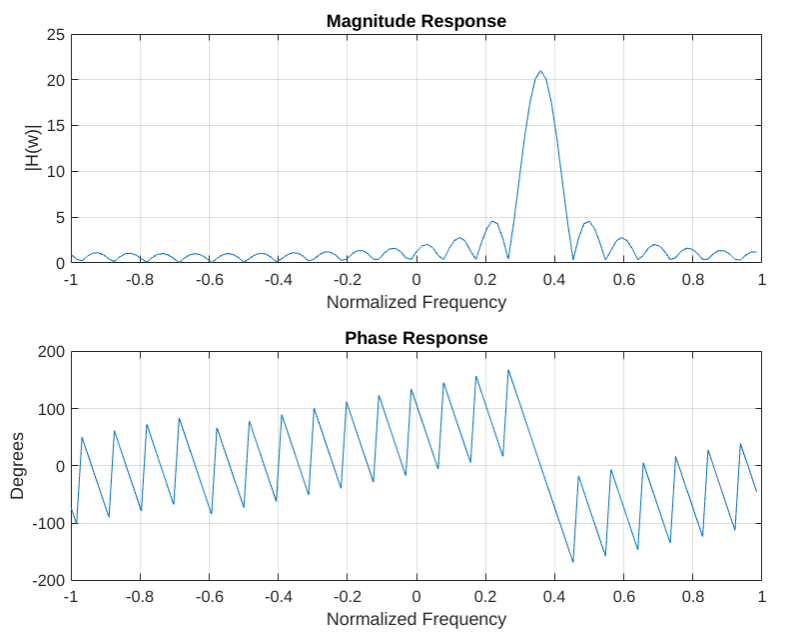 Magnitude Response
|H(w)|
25
20
15
10
5
0
-1 -0.8 -0.6 -0.4 -0.2 0 0.2 0.4 0.6 0.8 1
Normalized Frequency
Phase Response
Degrees
200
100
0
-100
-200
-1 -0.8 -0.6 -0.4 -0.2 0 0.2 0.4 0.6 0.8 1
Normalized Frequency